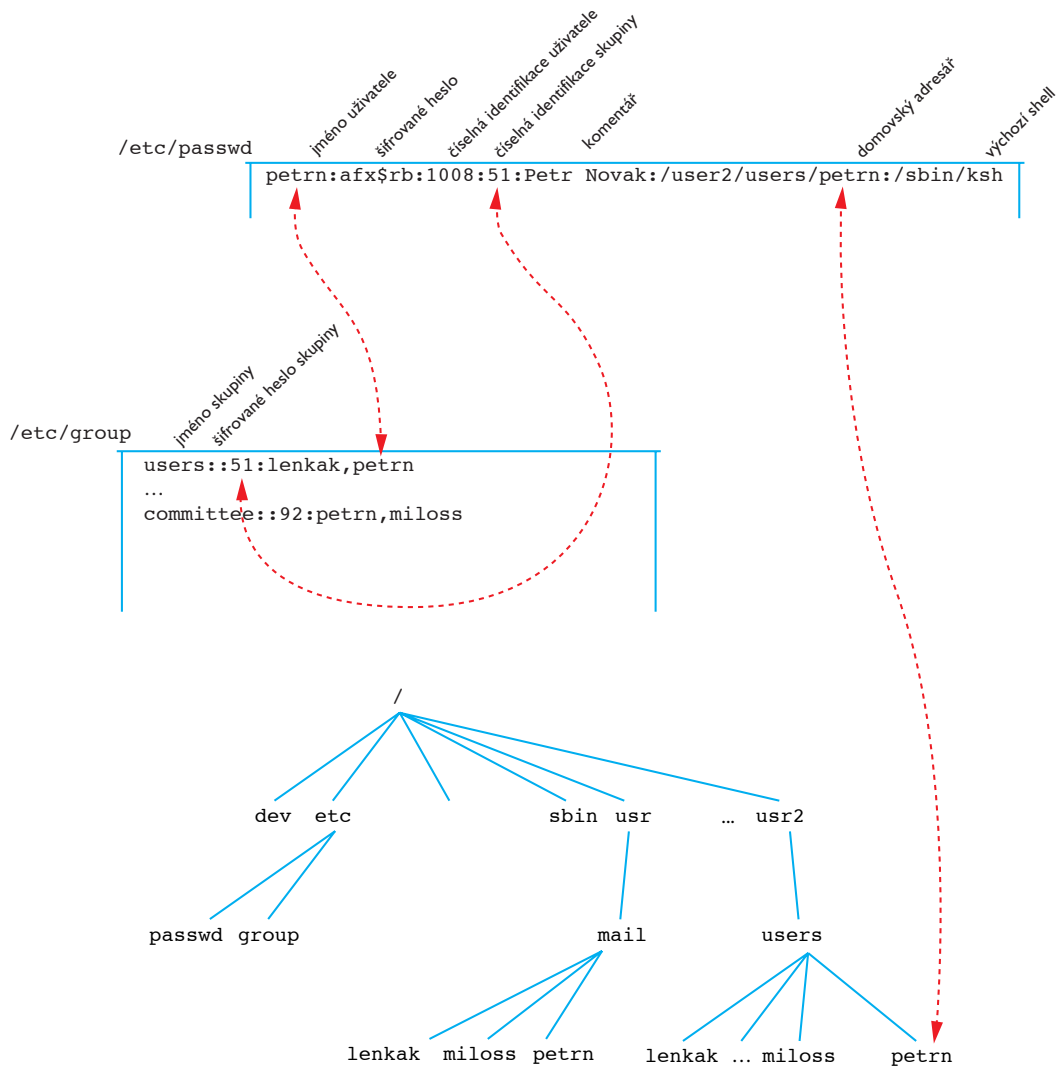 jméno uživatele
šifrované heslo
číselná identifikace uživatele
číselná identifikace skupiny
komentář
domovský adresář
výchozí shell
/etc/passwd
petrn:afx$rb:1008:51:Petr Novak:/user2/users/petrn:/sbin/ksh
jméno skupiny
šifrované heslo skupiny
/etc/group
users::51:lenkak,petrn
...
committee::92:petrn,miloss
/
dev etc sbin usr ... usr2
passwd group mail users
lenkak miloss petrn lenkak ... miloss petrn